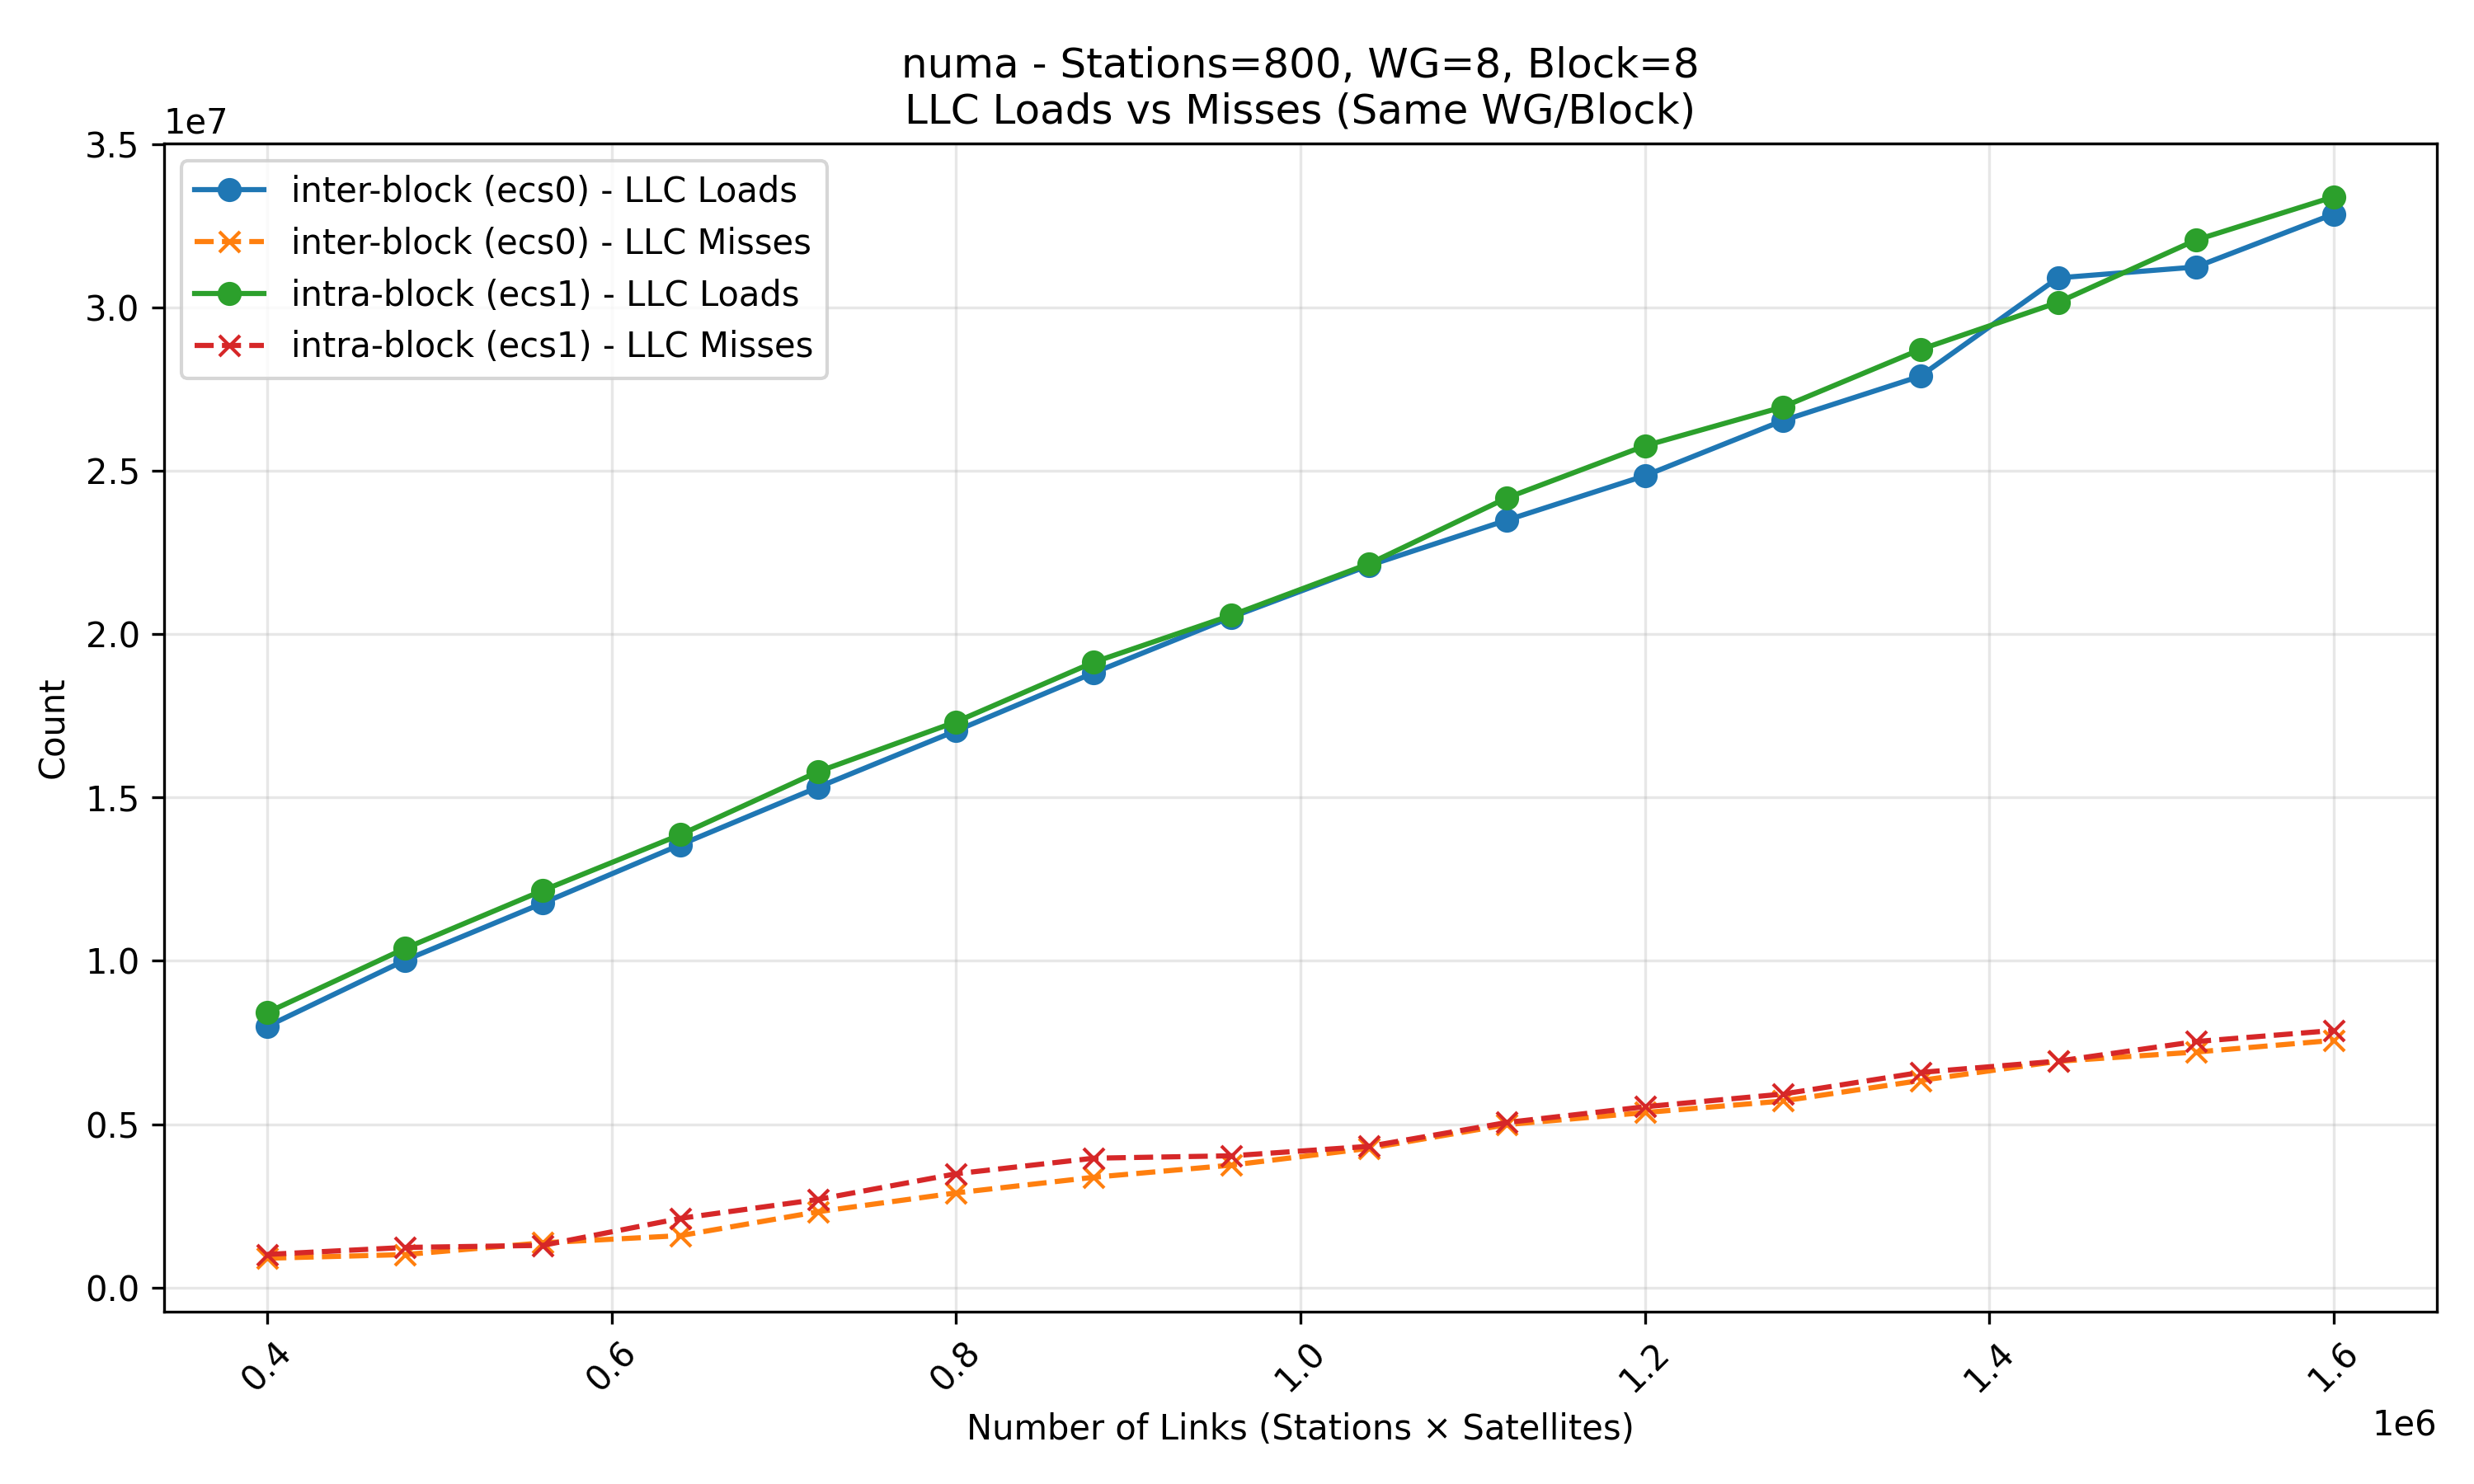 numa - Stations=800, WG=8, Block=8
LLC Loads vs Misses (Same WG/Block)
1e7
3.5
3.0
2.5
2.0
1.5
1.0
0.5
0.0
Count
inter-block (ecs0) - LLC Loads
inter-block (ecs0) - LLC Misses
intra-block (ecs1) - LLC Loads
intra-block (ecs1) - LLC Misses
0.4
0.6
0.8
1.0
1.2
1.4
1.6
1e6
Number of Links (Stations × Satellites)